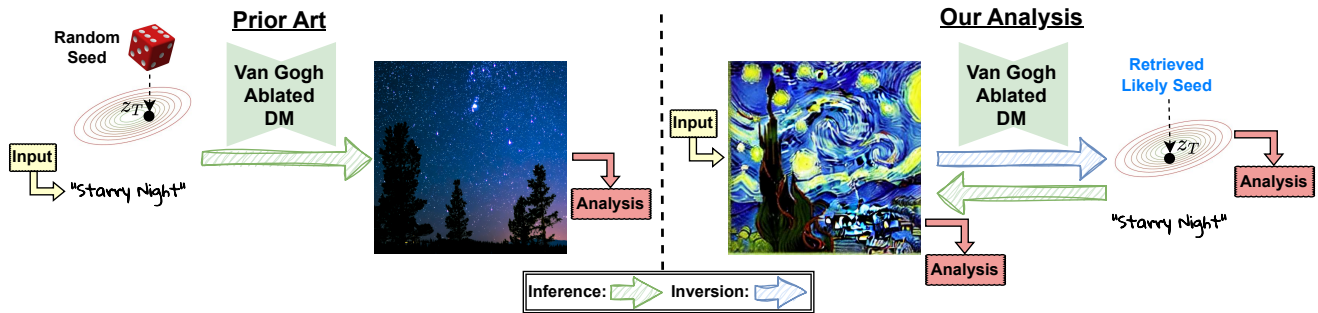 Prior Art
Random
Seed
z_T
Van Gogh
Ablated
DM
Input
"Starry Night"
Analysis
Our Analysis
Input
Van Gogh
Ablated
DM
Retrieved
Likely Seed
z_T
Analysis
"Starry Night"
Analysis
Inference:
Inversion: